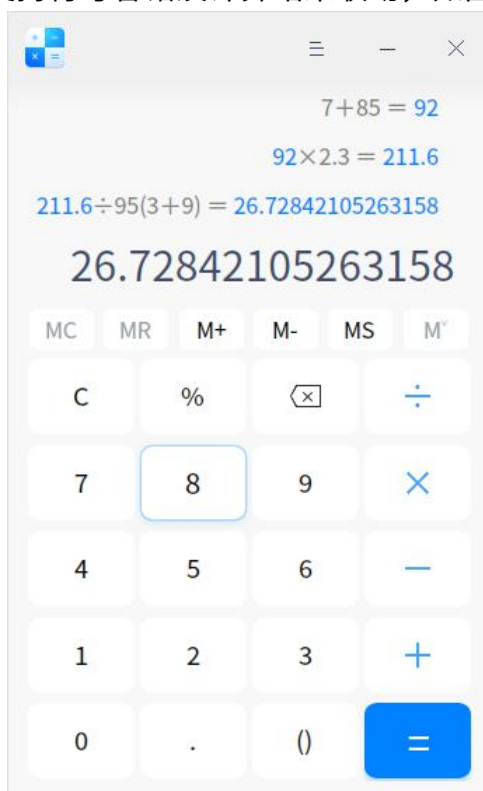 7+85 = 92
92×2.3 = 211.6
211.6÷95(3+9) = 26.72842105263158
26.72842105263158
MC MR M+ M- MS Mˇ
C % ÷
7 8 9 ×
4 5 6 −
1 2 3 +
0 . () =